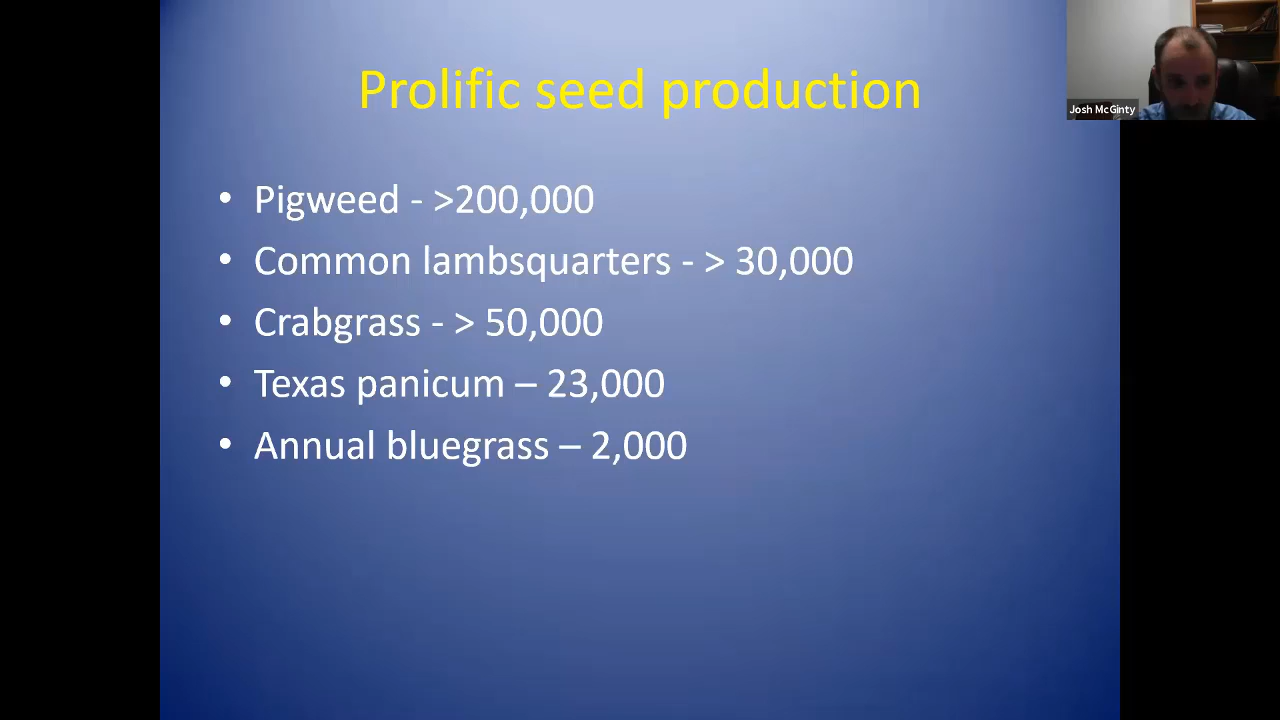 Prolific seed production
Josh McGinty
• Pigweed - >200,000
• Common lambsquarters - > 30,000
• Crabgrass - > 50,000
• Texas panicum – 23,000
• Annual bluegrass – 2,000